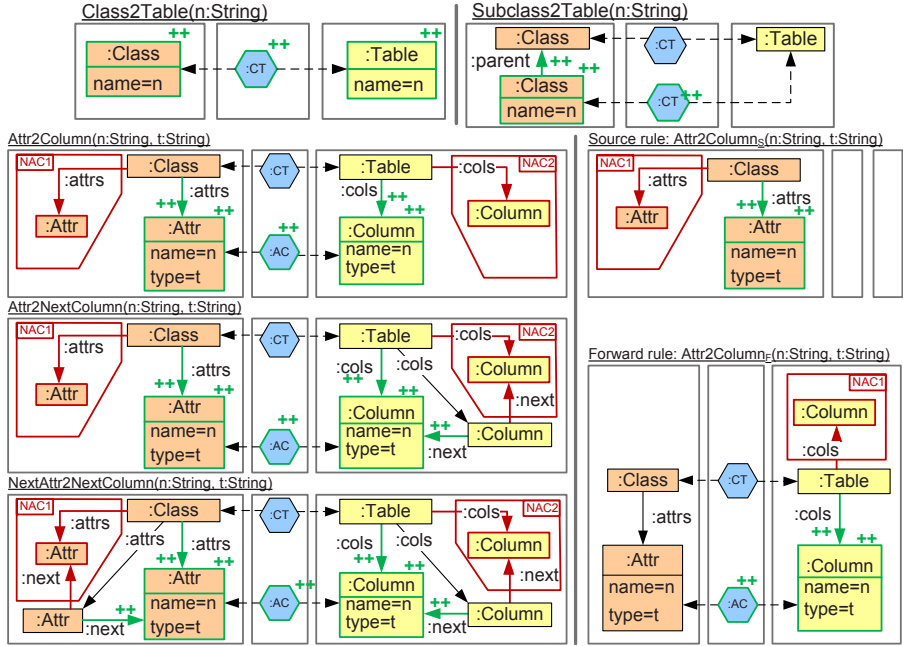 Class2Table(n:String)
++
++
++
:Class
name=n
:CT
:Table
name=n
Subclass2Table(n:String)
:Class
:CT
:Table
:parent
++
++
:Class
name=n
:CT
++
Attr2Column(n:String, t:String)
NAC1
:Class
:CT
:Table
NAC2
:attrs
:attrs
:cols
:cols
:Attr
++
++
++
++
++
:Column
:Attr
name=n
type=t
:AC
:Column
name=n
type=t
Source rule: Attr2ColumnS(n:String, t:String)
NAC1
:Class
:attrs
:attrs
:Attr
++
++
:Attr
name=n
type=t
Attr2NextColumn(n:String, t:String)
NAC1
:Class
:CT
:Table
:cols
NAC2
:attrs
:attrs
:cols
:cols
:Column
:Attr
++
++
++
++
++
:next
:Attr
name=n
type=t
:AC
:Column
name=n
type=t
++
:next
:Column
Forward rule: Attr2ColumnF(n:String, t:String)
NAC1
:Column
:cols
:Class
:CT
:Table
:attrs
:cols
++
++
:Attr
name=n
type=t
++
:AC
:Column
name=n
type=t
NextAttr2NextColumn(n:String, t:String)
NAC1
:Class
:CT
:Table
:cols
NAC2
:attrs
:attrs
:attrs
:cols
:cols
:Attr
:Column
:next
++
++
++
++
++
:next
:Attr
++
:next
:Attr
name=n
type=t
:AC
:Column
name=n
type=t
++
:next
:Column